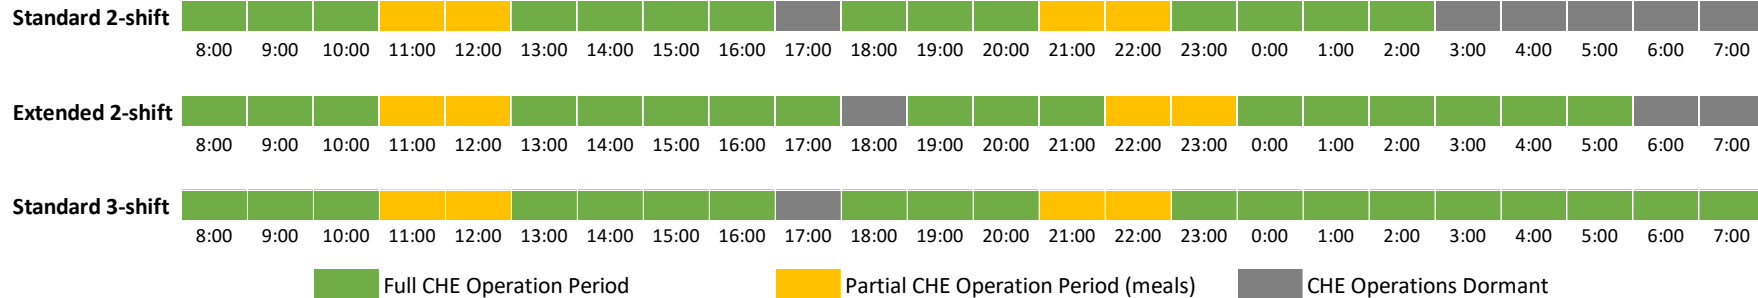 Standard 2-shift
8:00 9:00 10:00 11:00 12:00 13:00 14:00 15:00 16:00 17:00 18:00 19:00 20:00 21:00 22:00 23:00 0:00 1:00 2:00 3:00 4:00 5:00 6:00 7:00
Extended 2-shift
8:00 9:00 10:00 11:00 12:00 13:00 14:00 15:00 16:00 17:00 18:00 19:00 20:00 21:00 22:00 23:00 0:00 1:00 2:00 3:00 4:00 5:00 6:00 7:00
Standard 3-shift
8:00 9:00 10:00 11:00 12:00 13:00 14:00 15:00 16:00 17:00 18:00 19:00 20:00 21:00 22:00 23:00 0:00 1:00 2:00 3:00 4:00 5:00 6:00 7:00
Full CHE Operation Period Partial CHE Operation Period (meals) CHE Operations Dormant